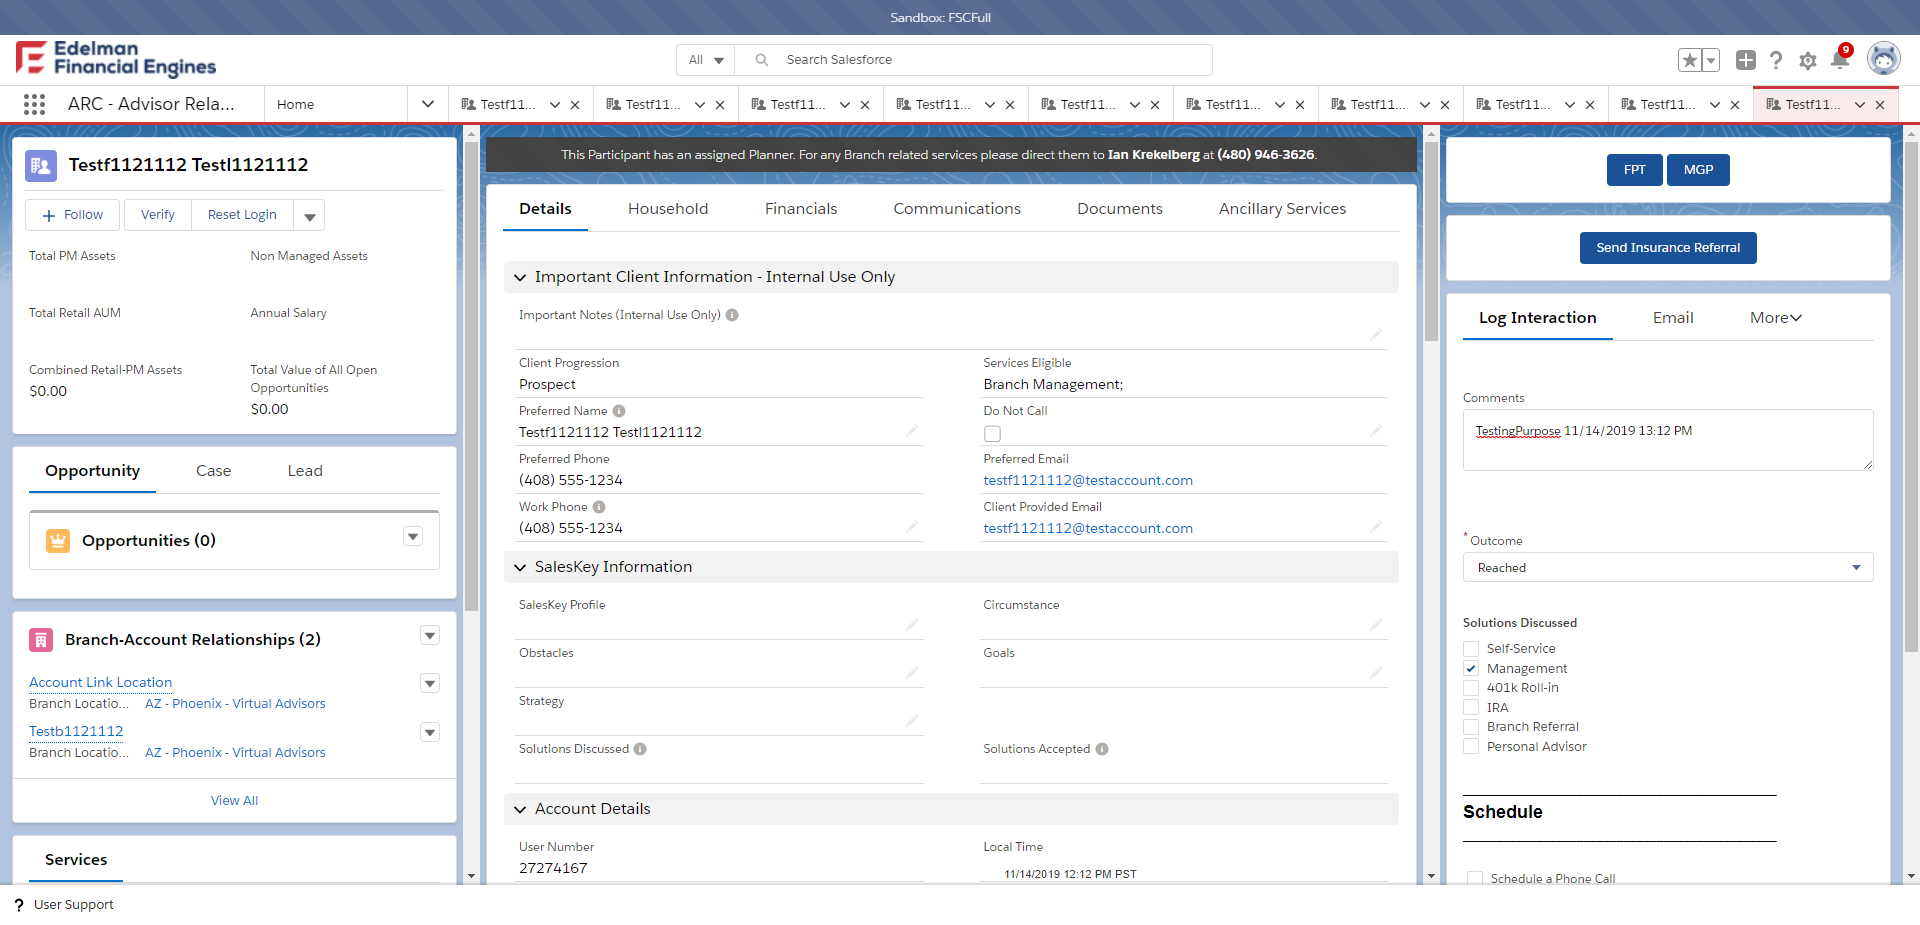 Sandbox: FSCFull
Edelman
Financial Engines
All
Search Salesforce
9
ARC - Advisor Rela...
Home
Testf11...
Testf11...
Testf11...
Testf11...
Testf11...
Testf11...
Testf11...
Testf11...
Testf11...
Testf11...
Testf1121112 Testl1121112
Follow
Verify
Reset Login
Total PM Assets
Non Managed Assets
Total Retail AUM
Annual Salary
Combined Retail-PM Assets
$0.00
Total Value of All Open
Opportunities
$0.00
Opportunity
Case
Lead
Opportunities (0)
Branch-Account Relationships (2)
Account Link Location
Branch Locatio... AZ - Phoenix - Virtual Advisors
Testb1121112
Branch Locatio... AZ - Phoenix - Virtual Advisors
View All
Services
This Participant has an assigned Planner. For any Branch related services please direct them to Ian Krekelberg at (480) 946-3626.
Details
Household
Financials
Communications
Documents
Ancillary Services
Important Client Information - Internal Use Only
Important Notes (Internal Use Only)
Client Progression
Prospect
Services Eligible
Branch Management;
Preferred Name
Testf1121112 Testl1121112
Do Not Call
Preferred Phone
(408) 555-1234
Preferred Email
testf1121112@testaccount.com
Work Phone
(408) 555-1234
Client Provided Email
testf1121112@testaccount.com
SalesKey Information
SalesKey Profile
Circumstance
Obstacles
Goals
Strategy
Solutions Discussed
Solutions Accepted
Account Details
User Number
27274167
Local Time
11/14/2019 12:12 PM PST
FPT
MGP
Send Insurance Referral
Log Interaction
Email
More
Comments
TestingPurpose 11/14/2019 13:12 PM
* Outcome
Reached
Solutions Discussed
Self-Service
Management
401k Roll-in
IRA
Branch Referral
Personal Advisor
Schedule
Schedule a Phone Call
? User Support